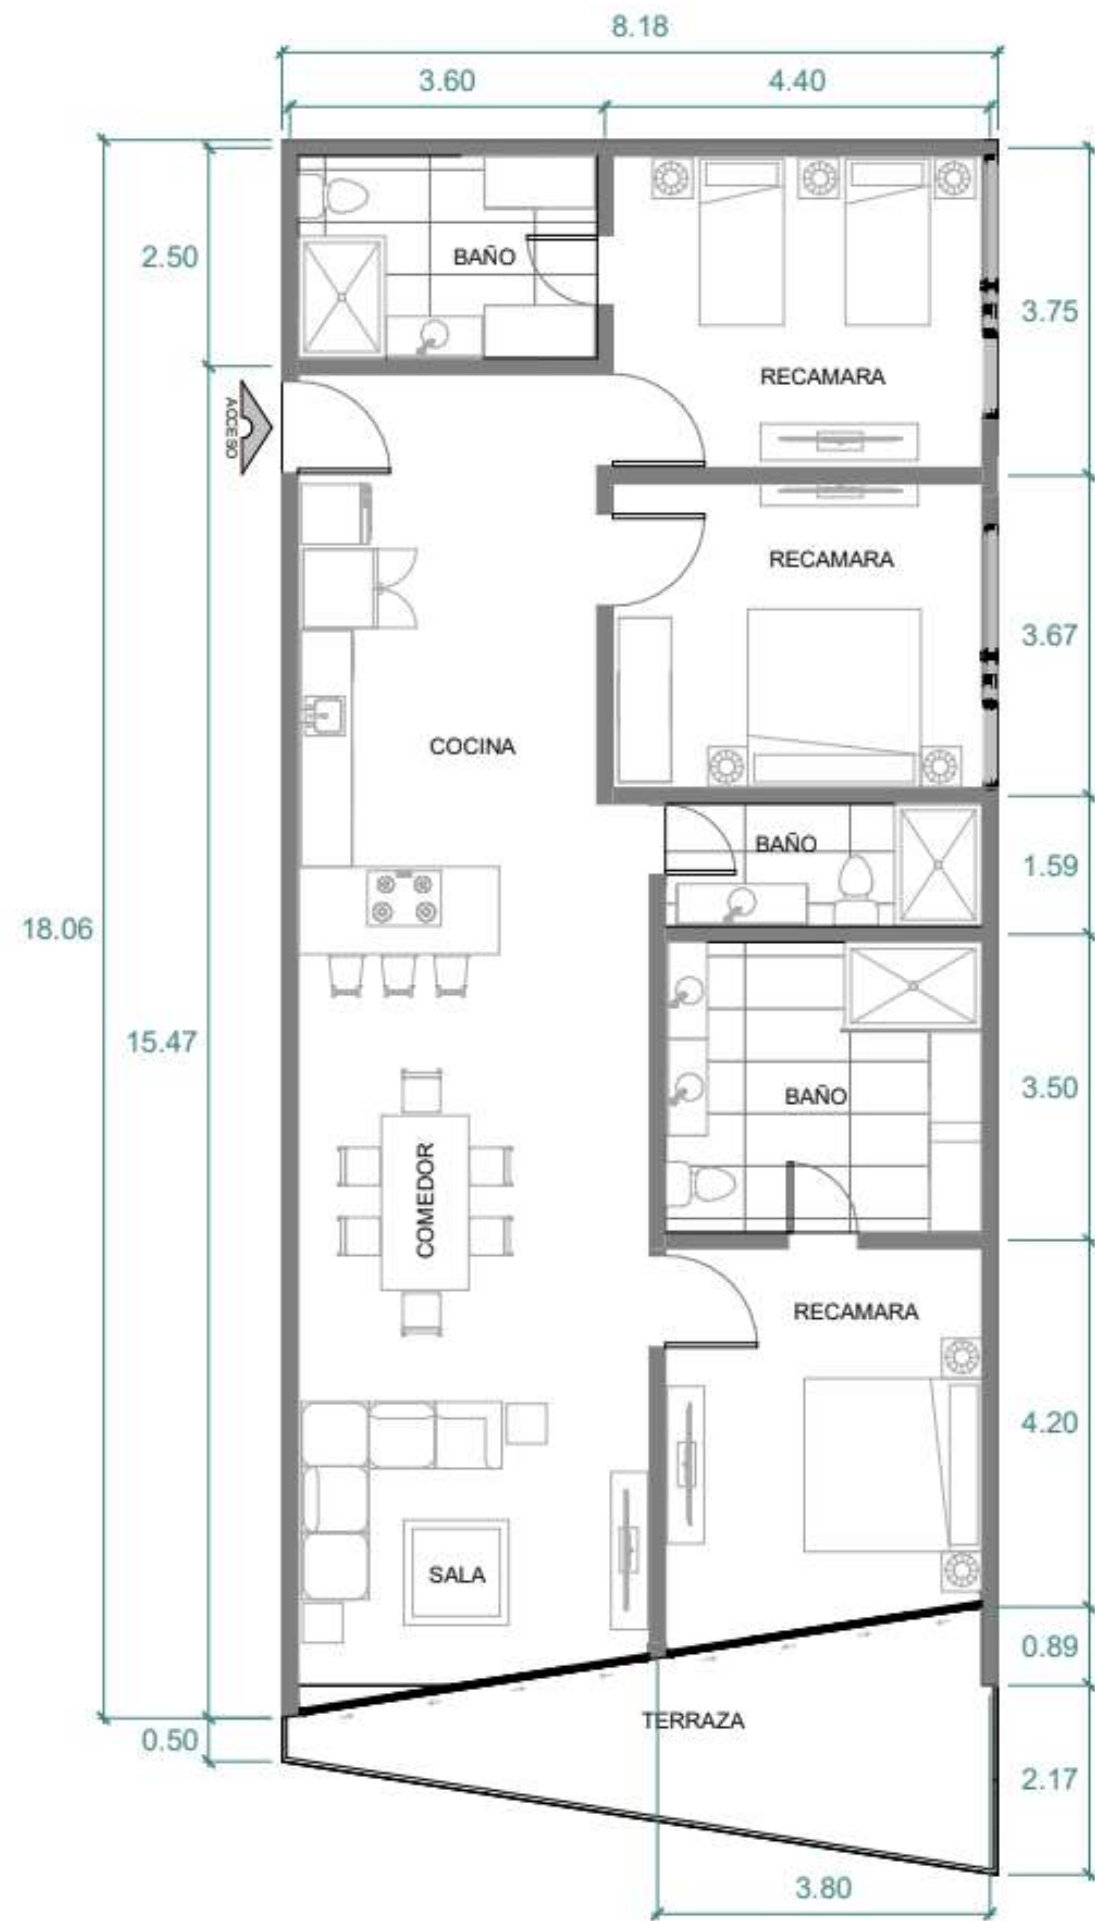 8.18
3.60
4.40
2.50
BAÑO
3.75
RECAMARA
ACCESO
RECAMARA
3.67
COCINA
BAÑO
1.59
18.06
15.47
3.50
BAÑO
COMEDOR
RECAMARA
4.20
SALA
0.89
TERRAZA
0.50
2.17
3.80